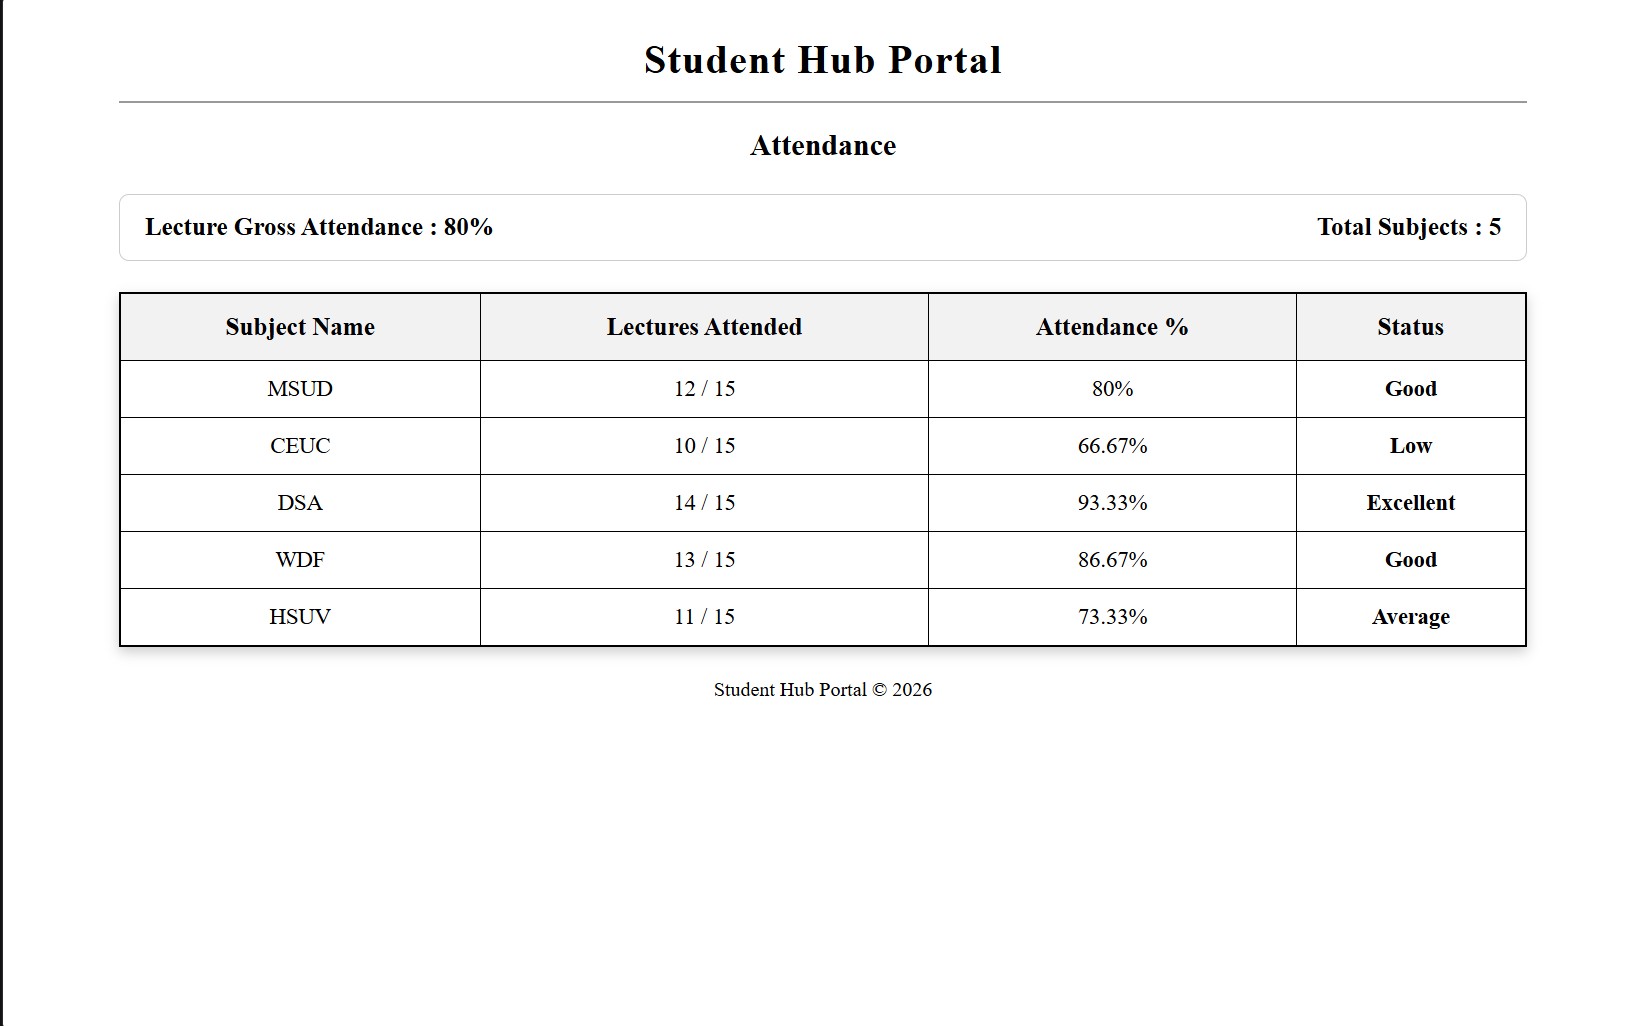 Student Hub Portal
Attendance
Lecture Gross Attendance : 80% Total Subjects : 5
Subject Name Lectures Attended Attendance % Status
MSUD 12 / 15 80% Good
CEUC 10 / 15 66.67% Low
DSA 14 / 15 93.33% Excellent
WDF 13 / 15 86.67% Good
HSUV 11 / 15 73.33% Average
Student Hub Portal © 2026